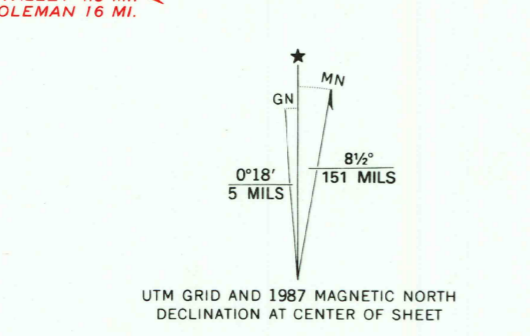 OLEMAN 16 MI.
MN
GN
0°18'
5 MILS
8½°
151 MILS
UTM GRID AND 1987 MAGNETIC NORTH
DECLINATION AT CENTER OF SHEET